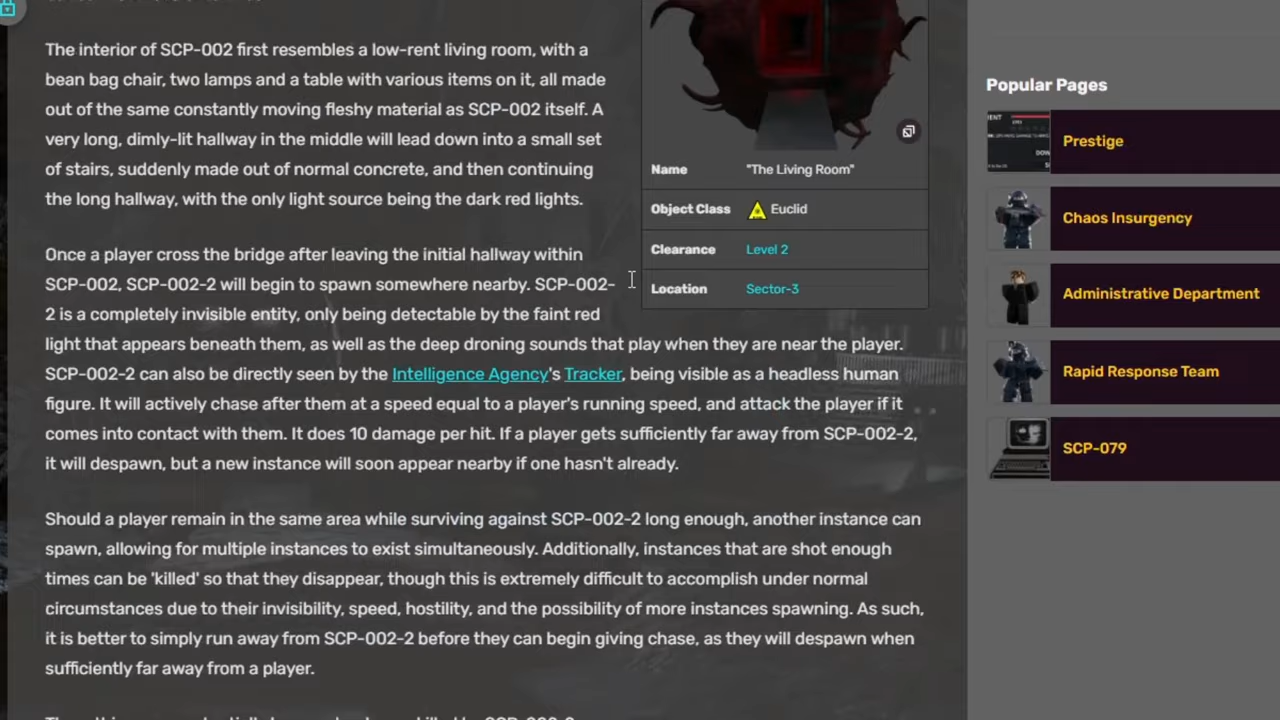 The interior of SCP-002 first resembles a low-rent living room, with a
bean bag chair, two lamps and a table with various items on it, all made
out of the same constantly moving fleshy material as SCP-002 itself. A
very long, dimly-lit hallway in the middle will lead down into a small set
of stairs, suddenly made out of normal concrete, and then continuing
the long hallway, with the only light source being the dark red lights.
Once a player cross the bridge after leaving the initial hallway within
SCP-002, SCP-002-2 will begin to spawn somewhere nearby. SCP-002-
2 is a completely invisible entity, only being detectable by the faint red
light that appears beneath them, as well as the deep droning sounds that play when they are near the player.
SCP-002-2 can also be directly seen by the Intelligence Agency's Tracker, being visible as a headless human
figure. It will actively chase after them at a speed equal to a player's running speed, and attack the player if it
comes into contact with them. It does 10 damage per hit. If a player gets sufficiently far away from SCP-002-2,
it will despawn, but a new instance will soon appear nearby if one hasn't already.
Should a player remain in the same area while surviving against SCP-002-2 long enough, another instance can
spawn, allowing for multiple instances to exist simultaneously. Additionally, instances that are shot enough
times can be 'killed' so that they disappear, though this is extremely difficult to accomplish under normal
circumstances due to their invisibility, speed, hostility, and the possibility of more instances spawning. As such,
it is better to simply run away from SCP-002-2 before they can begin giving chase, as they will despawn when
sufficiently far away from a player.
Name "The Living Room"
Object Class Euclid
Clearance Level 2
Location Sector-3
Popular Pages
Prestige
Chaos Insurgency
Administrative Department
Rapid Response Team
SCP-079